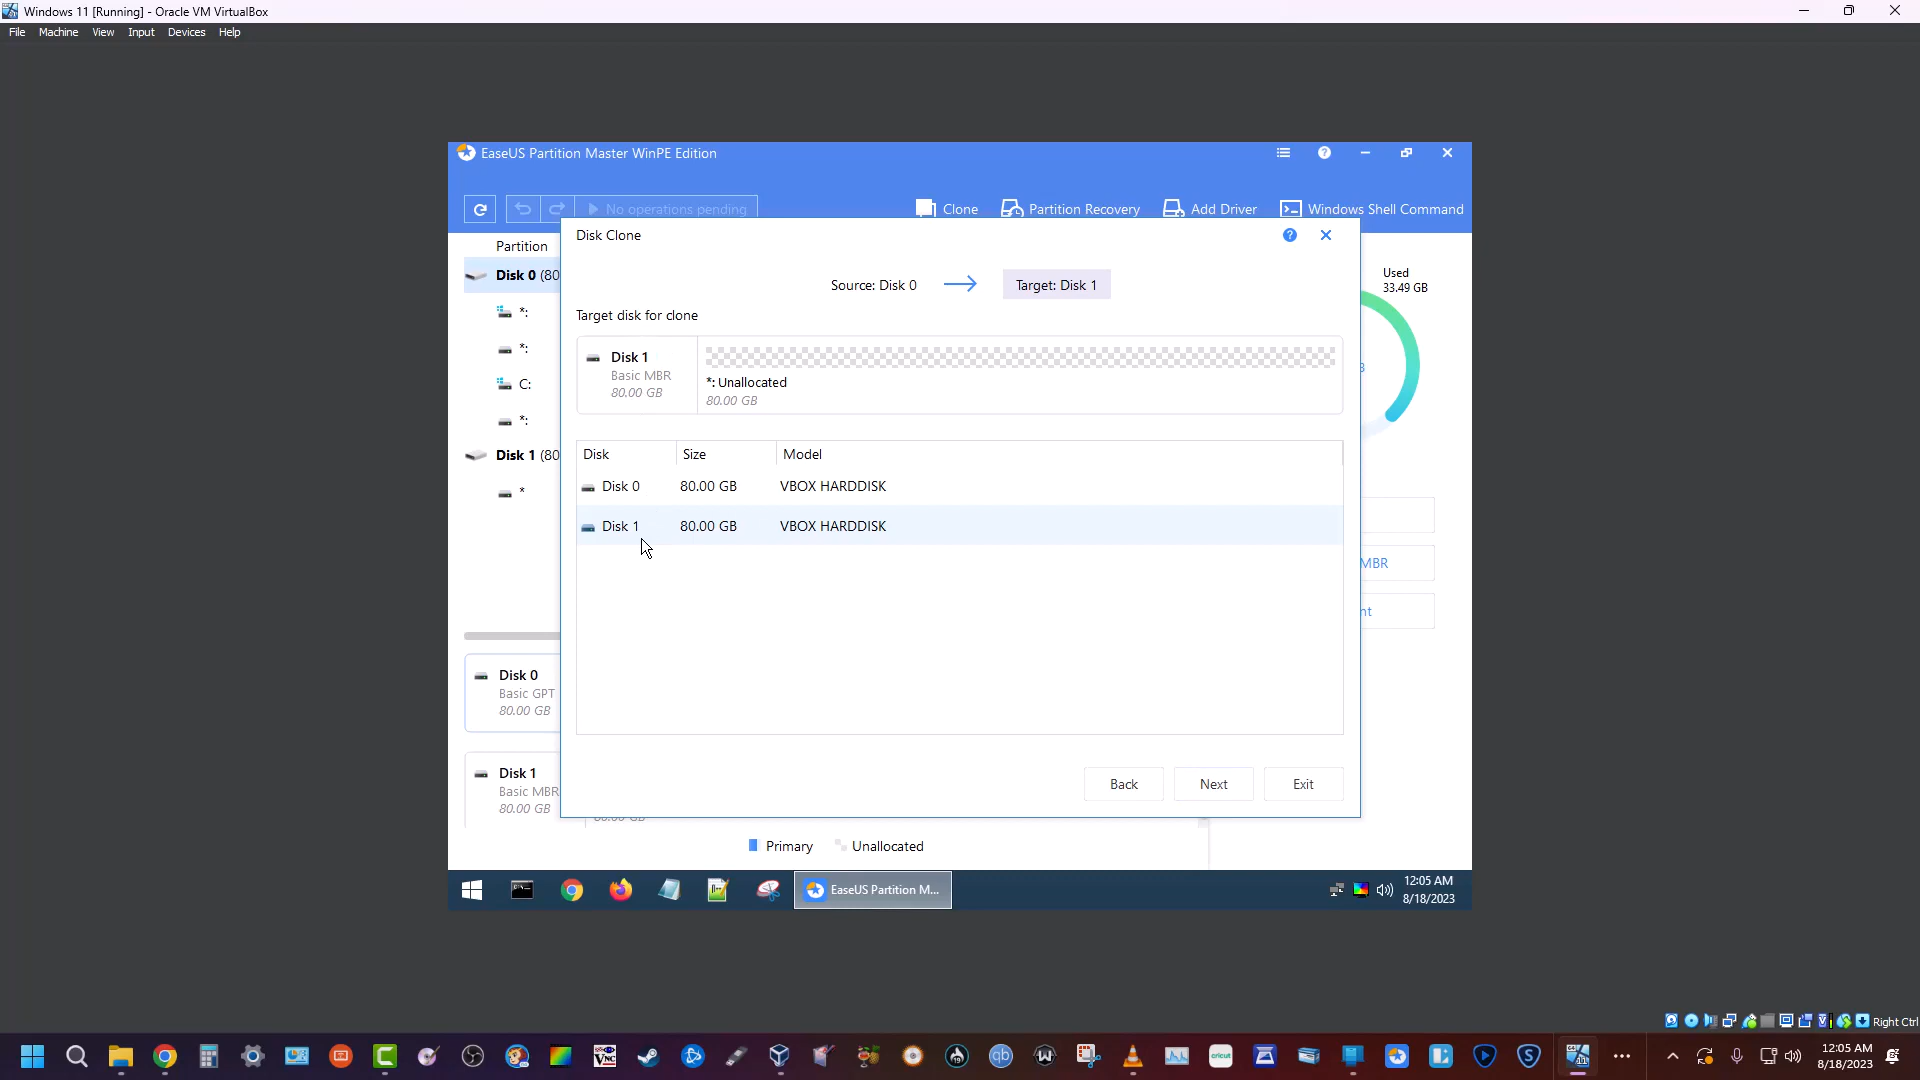 Windows 11 [Running] - Oracle VM VirtualBox
File Machine View Input Devices Help
EaseUS Partition Master WinPE Edition
No operations pending
Clone Partition Recovery Add Driver Windows Shell Command
Partition
Disk 0 (80
*:
*:
C:
*:
Disk 1 (80
*
Disk 0
Basic GPT
80.00 GB
Disk 1
Basic MBR
80.00 GB
Disk Clone
Source: Disk 0
Target: Disk 1
Target disk for clone
Disk 1
Basic MBR
80.00 GB
*: Unallocated
80.00 GB
Disk Size Model
Disk 0 80.00 GB VBOX HARDDISK
Disk 1 80.00 GB VBOX HARDDISK
Back Next Exit
Used
33.49 GB
MBR
nt
80.00 GB
Primary Unallocated
EaseUS Partition M...
12:05 AM
8/18/2023
Right Ctrl
VNC
qb
cricut
12:05 AM
8/18/2023